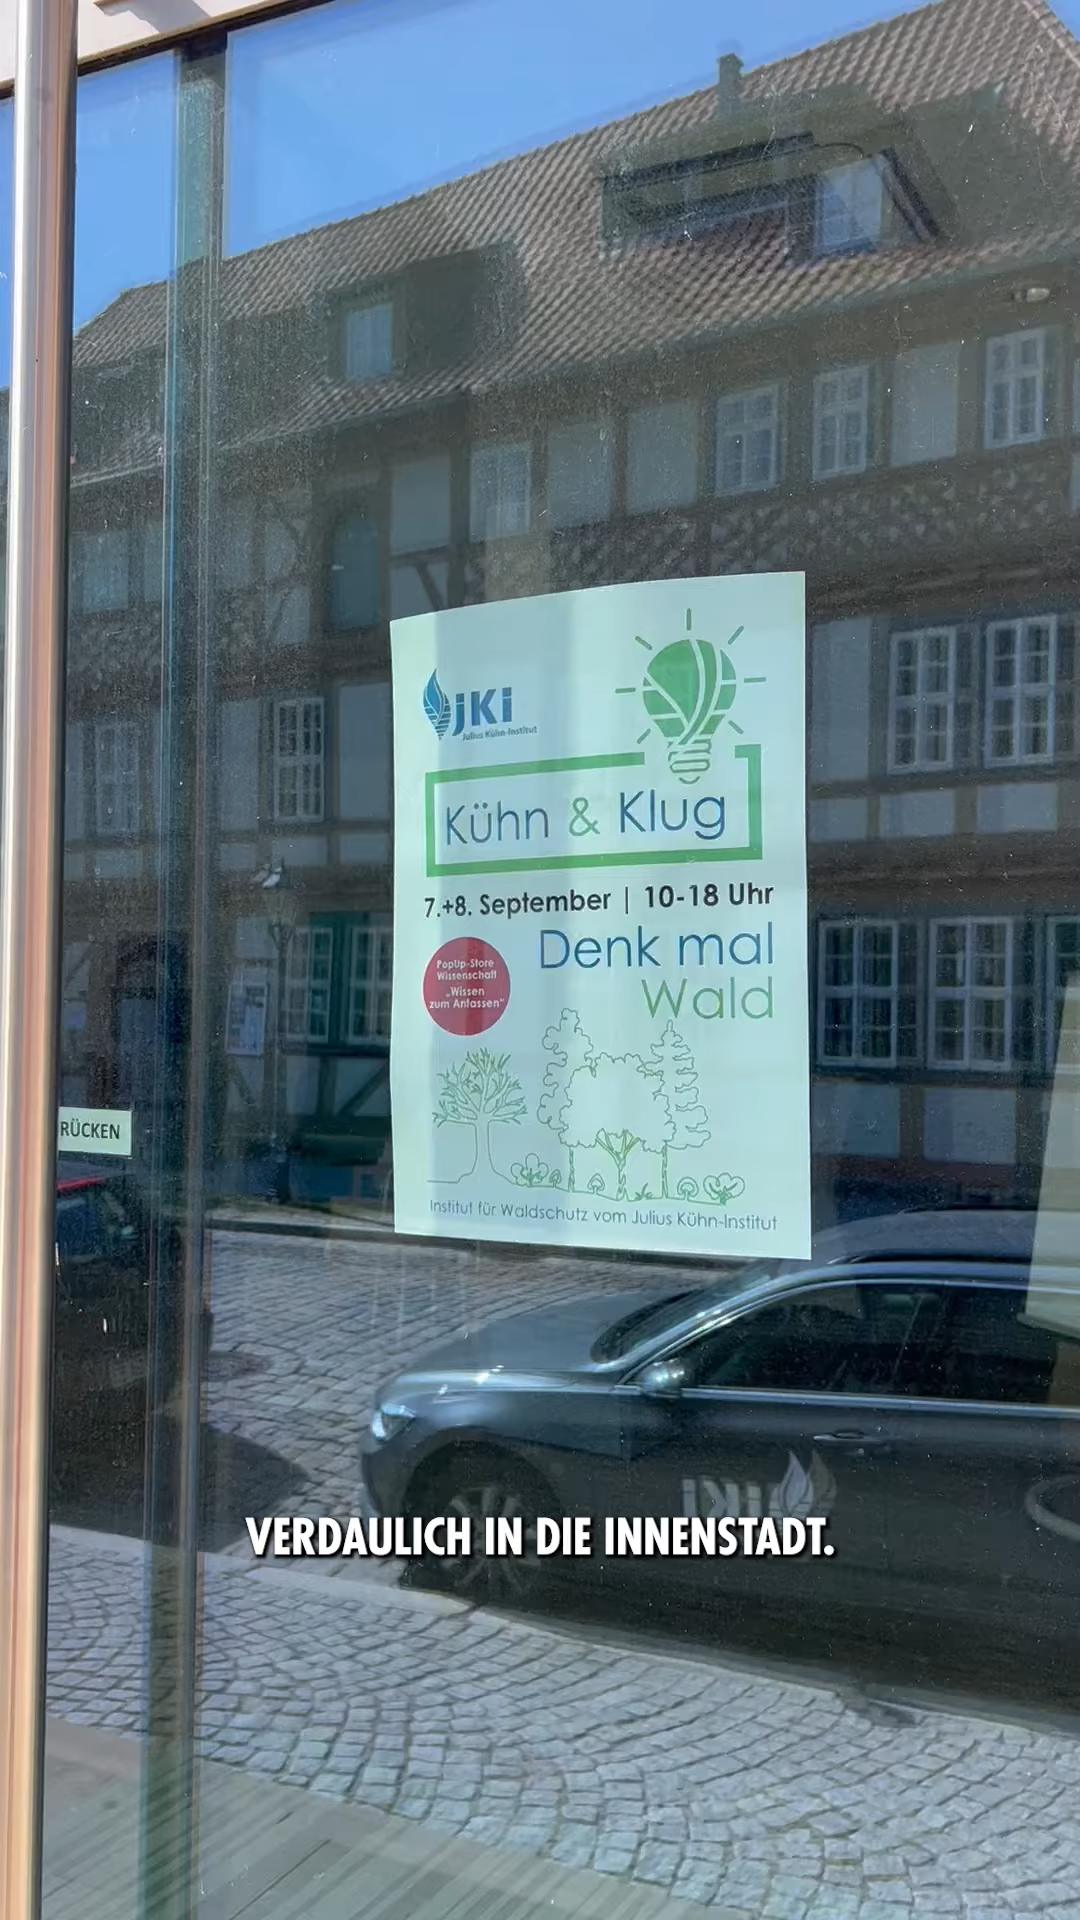 jKi
Julius Kühn-Institut
Kühn & Klug
7.+8. September | 10-18 Uhr
Denk mal
Wald
PopUp-Store
Wissenschaft
„Wissen
zum Anfassen“
Institut für Waldschutz vom Julius Kühn-Institut
RÜCKEN
JKI
VERDAULICH IN DIE INNENSTADT.